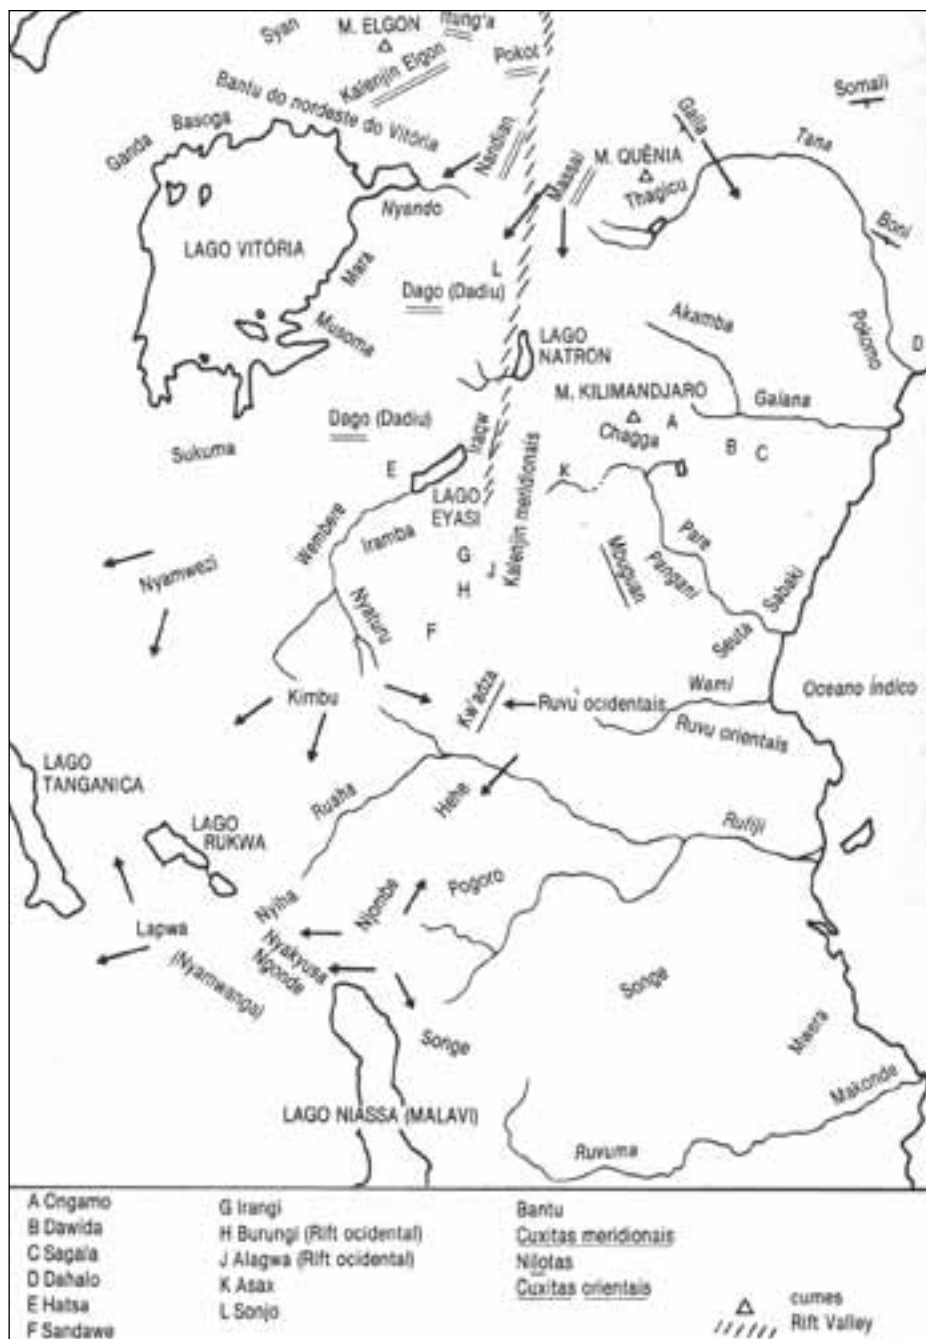 Syan
M. ELGON
Itung'a
Kalenjin Elgon
Pokot
Bantu do nordeste do Vitória
Ganda
Basoga
Nandian
Massai
M. QUÊNIA
Thagicu
Galla
Somali
Tana
Boni
Nyando
LAGO VITÓRIA
Mara
Musoma
L
Dago (Dadiu)
LAGO
NATRON
Akamba
Pokomo
D
M. KILIMANDJARO
Chagga
A
Galana
B
C
Dago (Dadiu)
Sukuma
Iraqw
E
LAGO
EYASI
K
Kalenjin meridionais
Wembere
Iramba
G
J
H
F
Nyamwezi
Nyaturu
Mbuguan
Pare
Pangani
Sabaki
Seuta
Kimbu
Kw'adza
Ruvu ocidentais
Wami
Ruvu orientais
Oceano Índico
LAGO
TANGANICA
LAGO
RUKWA
Ruaha
Hehe
Rufiji
Nyiha
Njombe
Pogoro
Lapwa
(Nyamwanga)
Nyakyusa
Ngonde
Songe
Songe
Mwera
Makonde
LAGO NIASSA (MALAVI)
Ruvuma
A Ongamo
B Dawida
C Sagala
D Dahalo
E Hatsa
F Sandawe
G Irangi
H Burungi (Rift ocidental)
J Alagwa (Rift ocidental)
K Asax
L Sonjo
Bantu
Cuxitas meridionais
Nilotas
Cuxitas orientais
cumes
Rift Valley